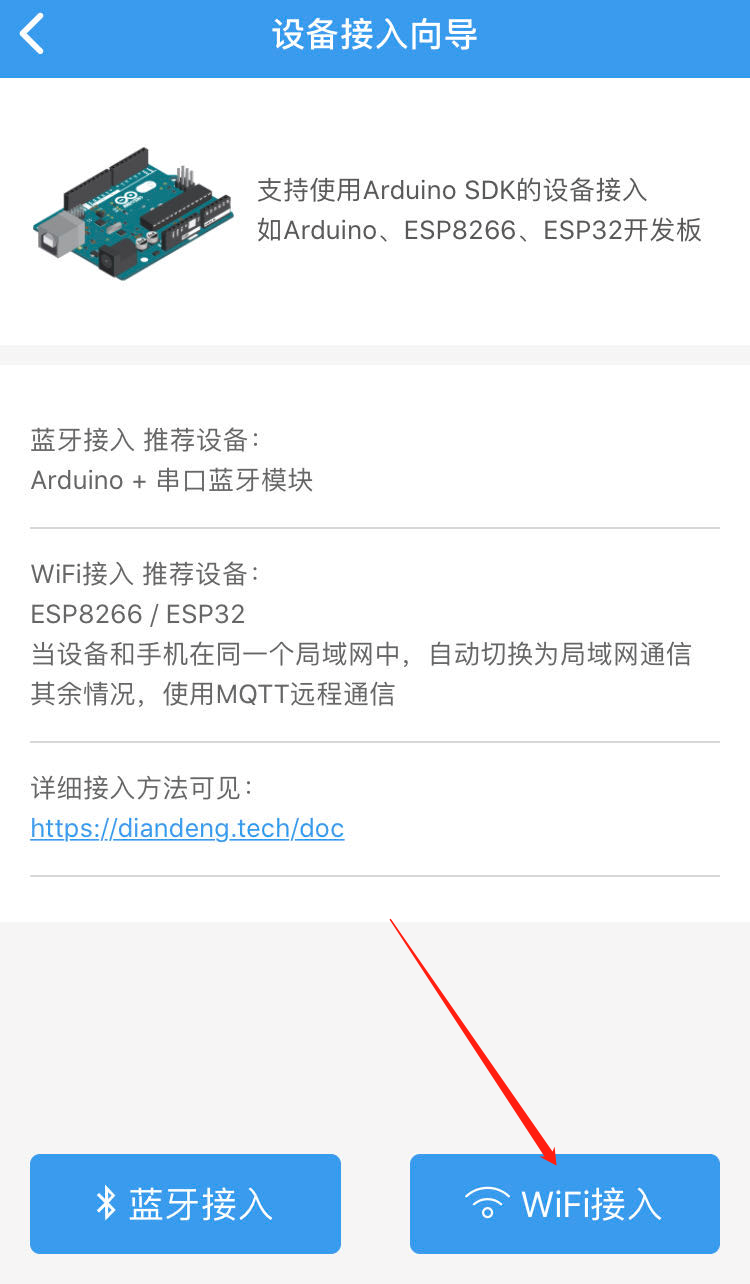 设备接入向导
支持使用Arduino SDK的设备接入
如Arduino、ESP8266、ESP32开发板
蓝牙接入 推荐设备：
Arduino + 串口蓝牙模块
WiFi接入 推荐设备：
ESP8266 / ESP32
当设备和手机在同一个局域网中，自动切换为局域网通信
其余情况，使用MQTT远程通信
详细接入方法可见：
https://diandeng.tech/doc
蓝牙接入
WiFi接入